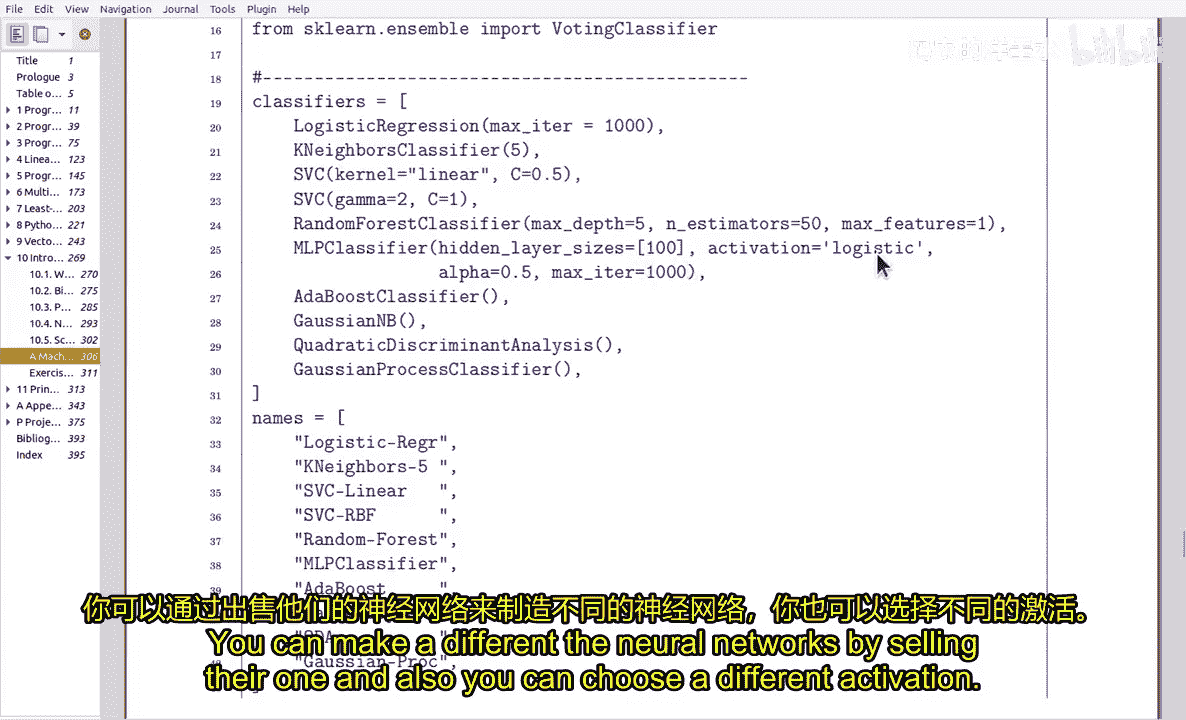 File Edit View Navigation Journal Tools Plugin Help
Title 1
Prologue 3
Table o... 5
1 Progr... 11
2 Progr... 39
3 Progr... 75
4 Linea... 123
5 Progr... 145
6 Multi... 173
7 Least-... 203
8 Pytho... 221
9 Vecto... 243
10 Intro... 269
10.1. W... 270
10.2. Bi... 275
10.3. P... 285
10.4. N... 293
10.5. Sc... 302
A Mach... 306
Exercis... 311
11 Prin... 313
A Appe... 343
P Proje... 375
Bibliog... 393
Index 395
16 from sklearn.ensemble import VotingClassifier
17
18 #-----------------------------------------------
19 classifiers = [
20 LogisticRegression(max_iter = 1000),
21 KNeighborsClassifier(5),
22 SVC(kernel="linear", C=0.5),
23 SVC(gamma=2, C=1),
24 RandomForestClassifier(max_depth=5, n_estimators=50, max_features=1),
25 MLPClassifier(hidden_layer_sizes=[100], activation='logistic',
26 alpha=0.5, max_iter=1000),
27 AdaBoostClassifier(),
28 GaussianNB(),
29 QuadraticDiscriminantAnalysis(),
30 GaussianProcessClassifier(),
31 ]
32 names = [
33 "Logistic-Regr",
34 "KNeighbors-5 ",
35 "SVC-Linear   ",
36 "SVC-RBF      ",
37 "Random-Forest",
38 "MLPClassifier",
39 "AdaBoost     ",
"Gaussian-Proc",
你可以通过出售他们的神经网络来制造不同的神经网络，你也可以选择不同的激活。
You can make a different the neural networks by selling
their one and also you can choose a different activation.